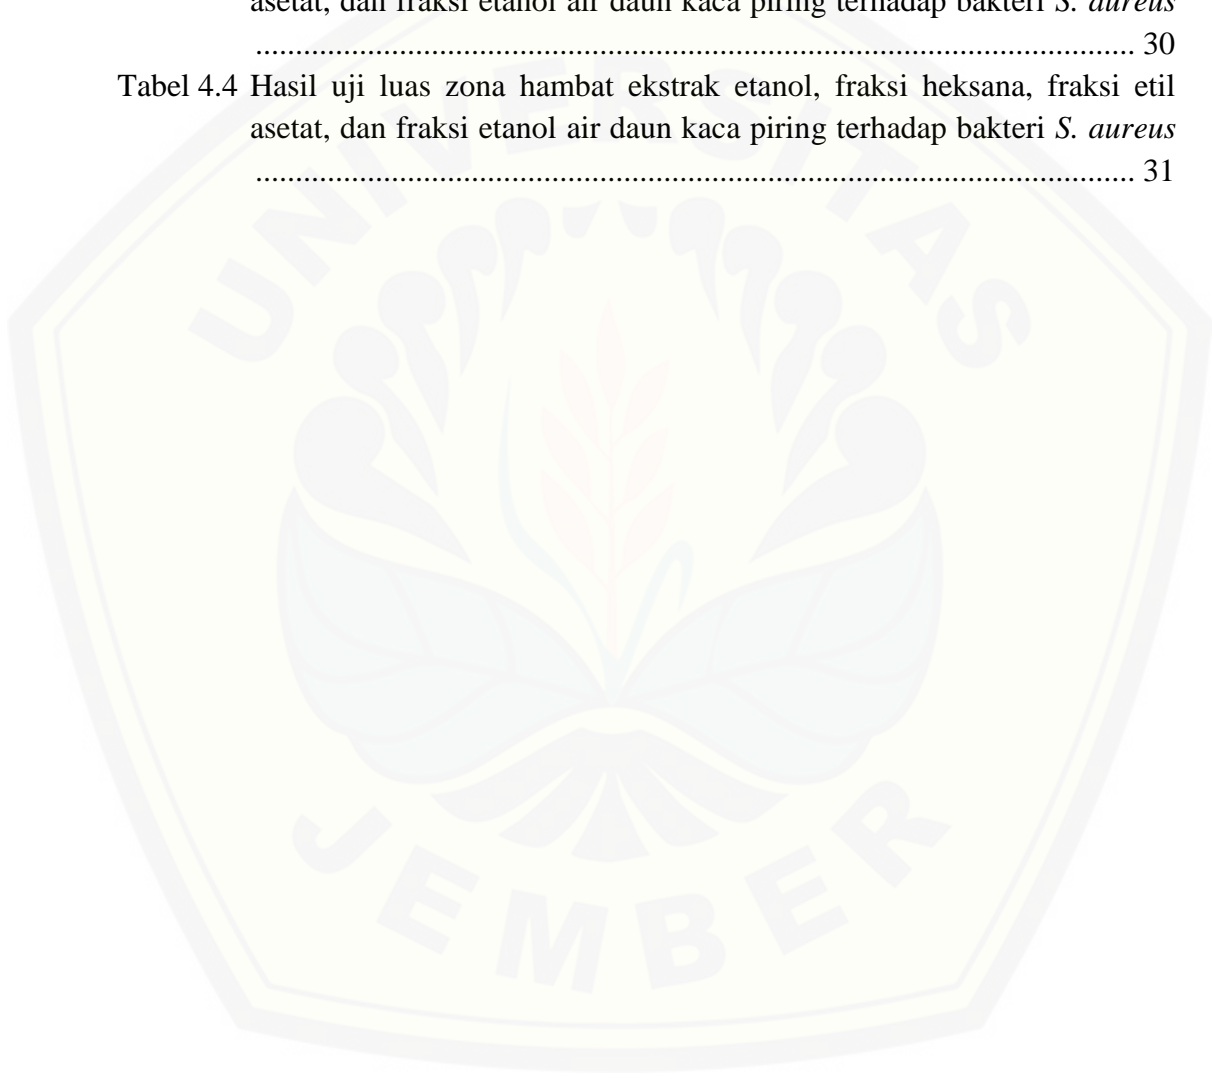 asetat, dan fraksi etanol air daun kaca piring terhadap bakteri S. aureus
........................................................................................................... 30
Tabel 4.4 Hasil uji luas zona hambat ekstrak etanol, fraksi heksana, fraksi etil
asetat, dan fraksi etanol air daun kaca piring terhadap bakteri S. aureus
........................................................................................................... 31
UNIVERSITAS
JEMBER